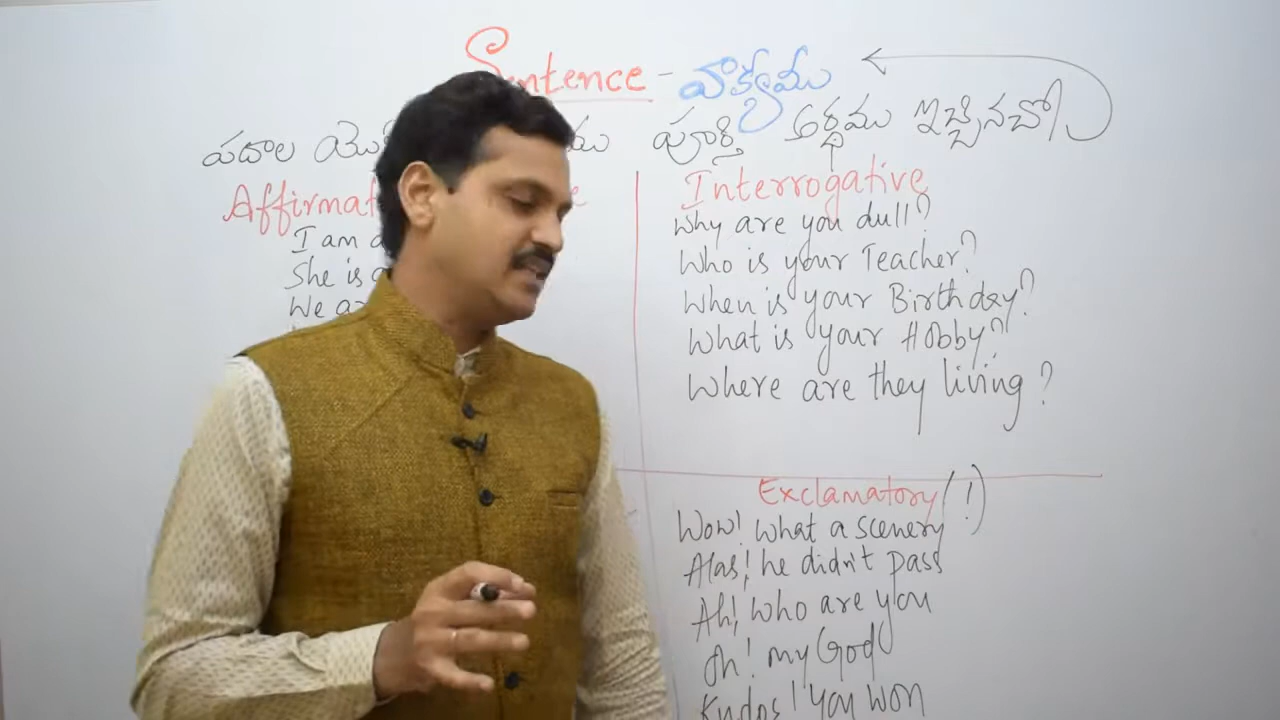 Sentence - వాక్యము
పదాల పూర్తి అర్థము ఇచ్చినచో
Interrogative
Why are you dull?
Who is your Teacher?
When is your Birthday?
What is your Hobby?
Where are they living?
I am
She is
We
Exclamatory (!)
Wow! What a scenery
Alas! he didn't pass
Ah! Who are you
Oh! my God
Kudos! you won